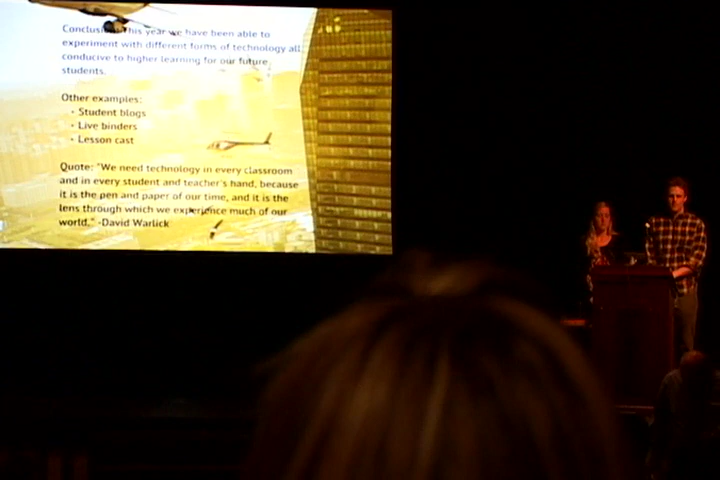 Conclusion: This year we have been able to
experiment with different forms of technology all
conducive to higher learning for our future
students.
Other examples:
• Student blogs
• Live binders
• Lesson cast
Quote: "We need technology in every classroom
and in every student and teacher's hand, because
it is the pen and paper of our time, and it is the
lens through which we experience much of our
world." -David Warlick